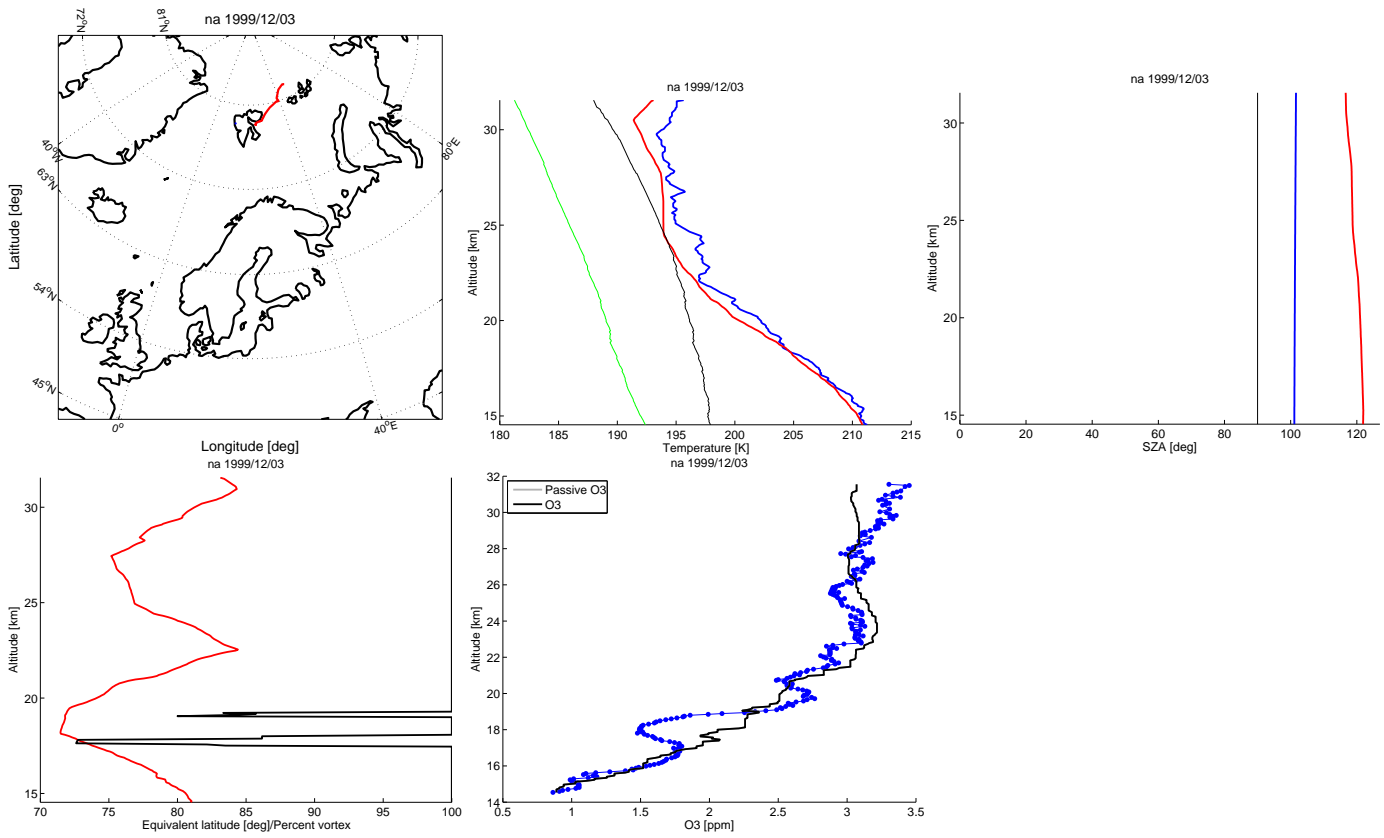 na 1999/12/03
72°N
81°N
40°W
63°N
54°N
45°N
0°
40°E
80°E
Latitude [deg]
Longitude [deg]
na 1999/12/03
30
25
20
15
180
185
190
195
200
205
210
215
Altitude [km]
Temperature [K]
na 1999/12/03
30
25
20
15
0
20
40
60
80
100
120
Altitude [km]
SZA [deg]
na 1999/12/03
30
25
20
15
70
75
80
85
90
95
100
Altitude [km]
Equivalent latitude [deg]/Percent vortex
na 1999/12/03
Passive O3
O3
32
30
28
26
24
22
20
18
16
14
0.5
1
1.5
2
2.5
3
3.5
Altitude [km]
O3 [ppm]